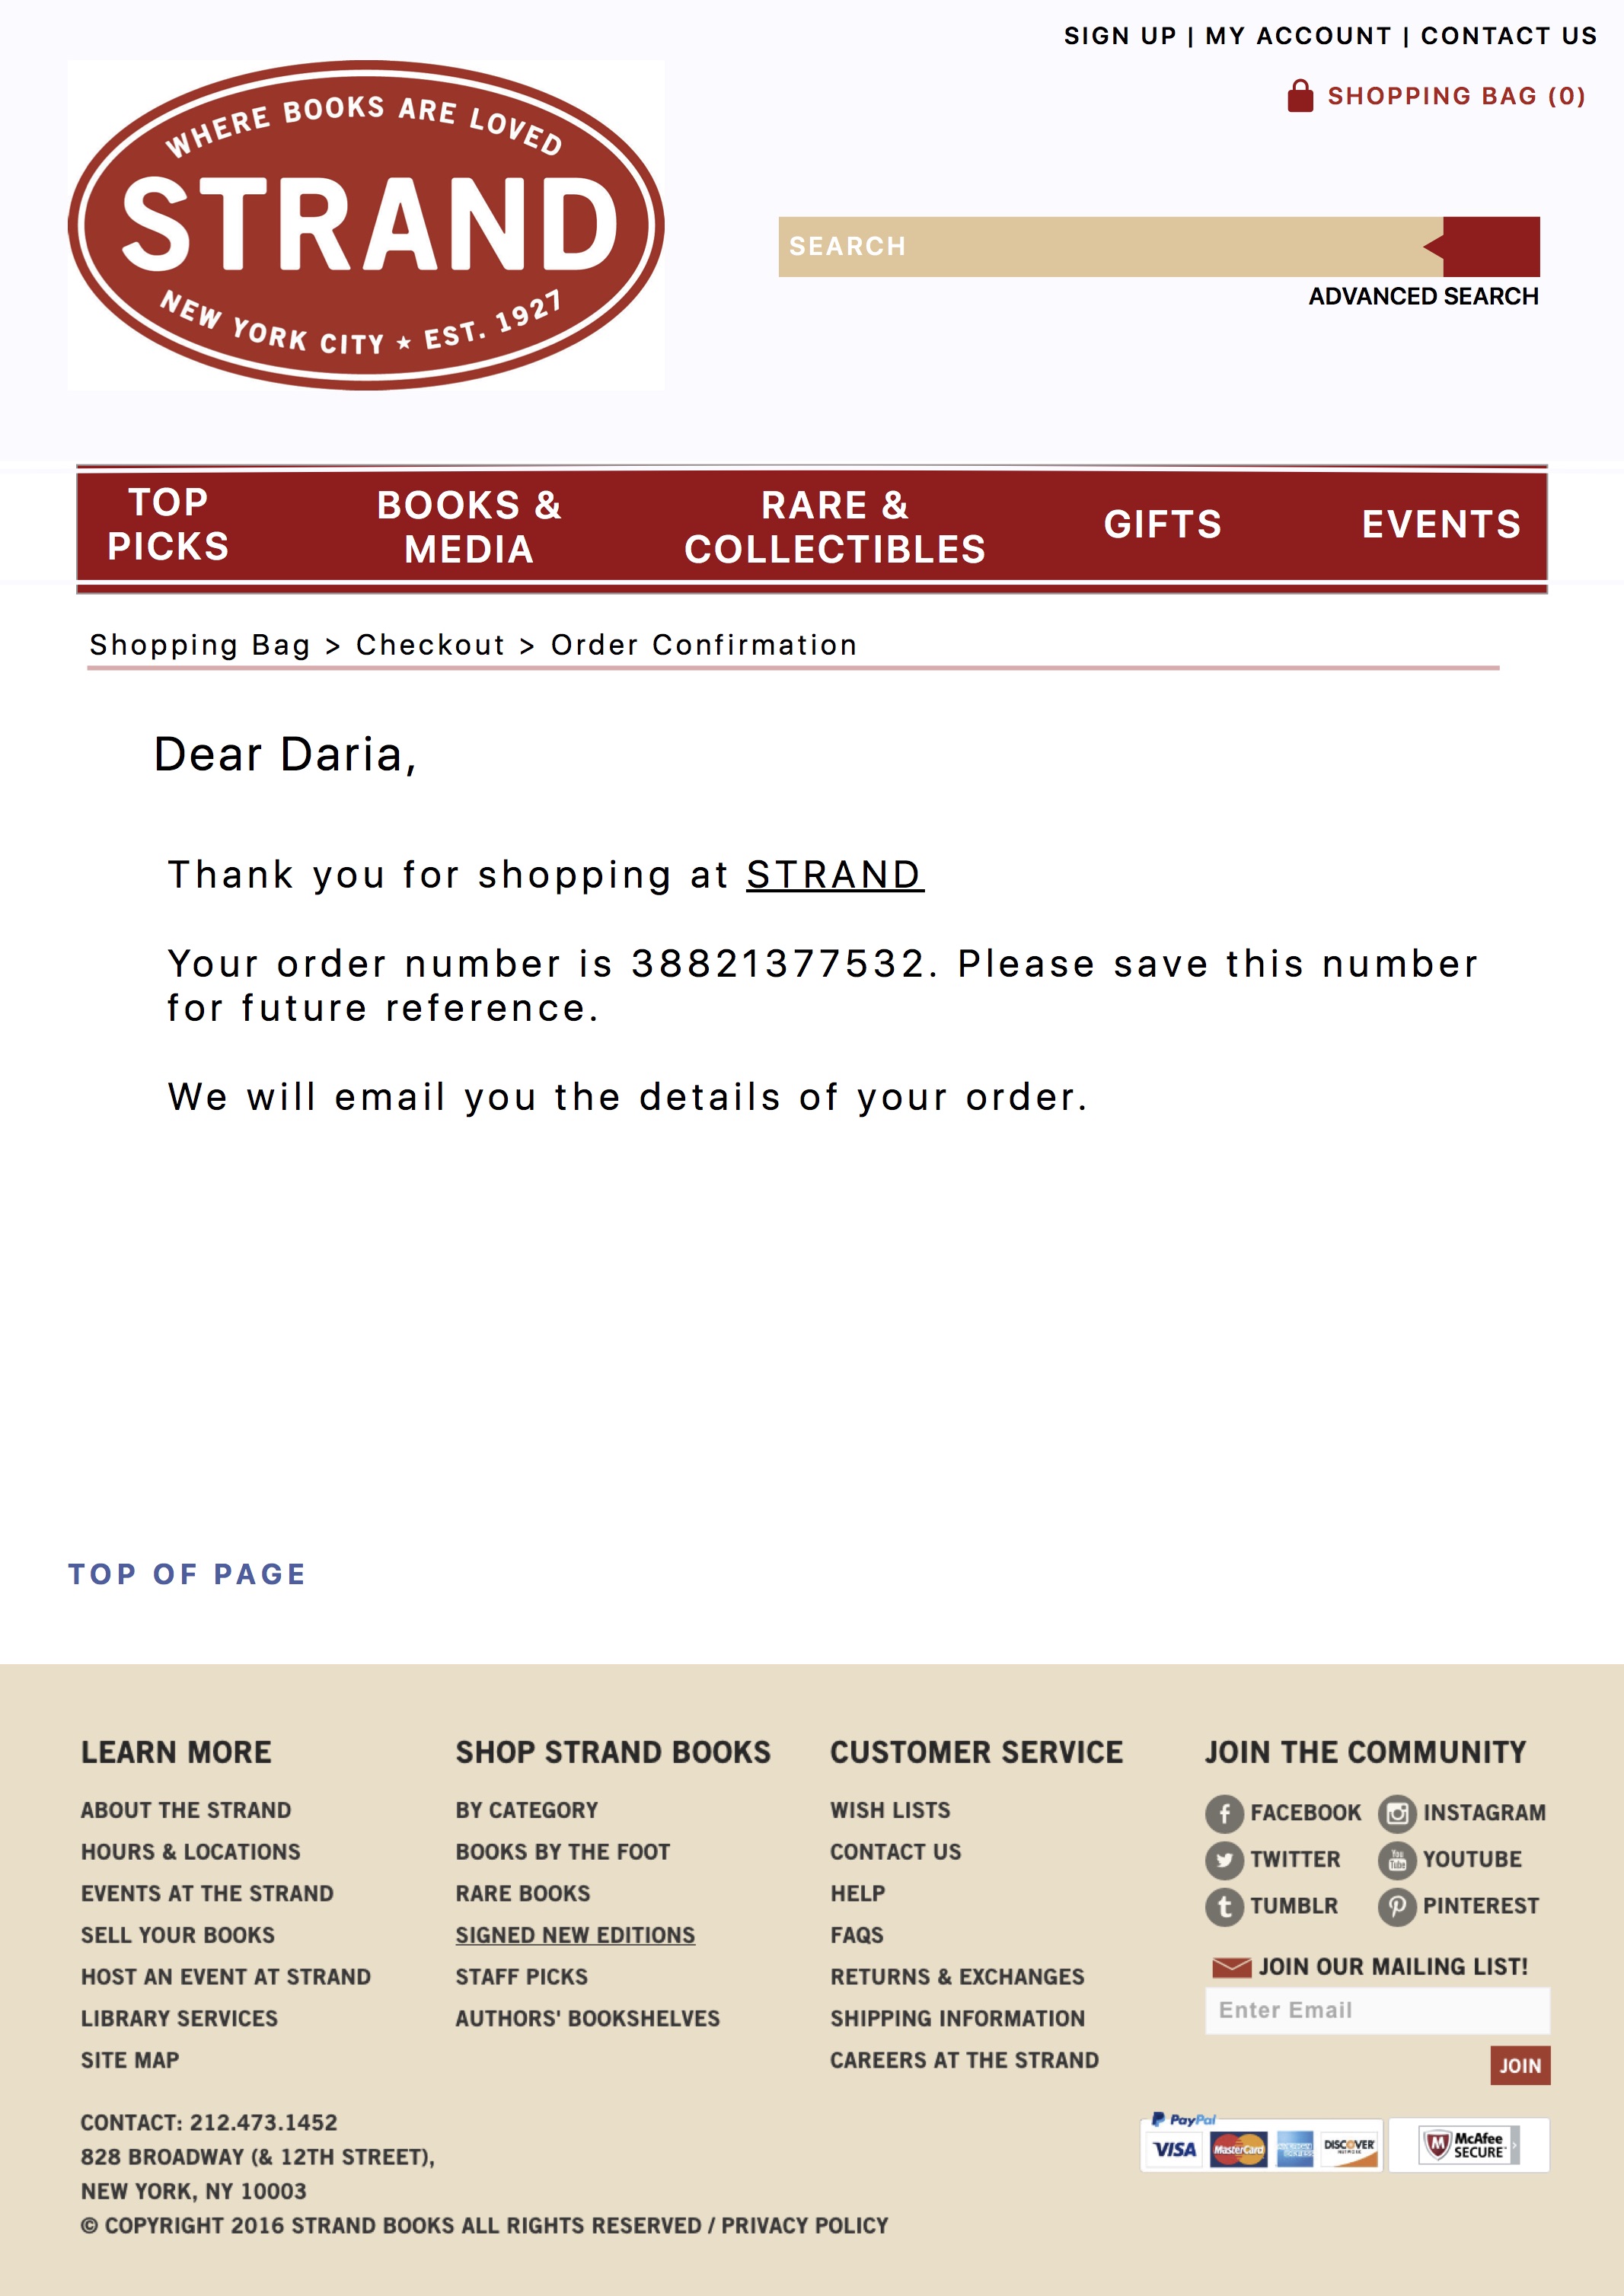 SIGN UP | MY ACCOUNT | CONTACT US
SHOPPING BAG (0)
WHERE BOOKS ARE LOVED
STRAND
NEW YORK CITY ★ EST. 1927
SEARCH
ADVANCED SEARCH
TOP
PICKS
BOOKS &
MEDIA
RARE &
COLLECTIBLES
GIFTS
EVENTS
Shopping Bag > Checkout > Order Confirmation
Dear Daria,
Thank you for shopping at STRAND
Your order number is 38821377532. Please save this number
for future reference.
We will email you the details of your order.
TOP OF PAGE
LEARN MORE
ABOUT THE STRAND
HOURS & LOCATIONS
EVENTS AT THE STRAND
SELL YOUR BOOKS
HOST AN EVENT AT STRAND
LIBRARY SERVICES
SITE MAP
SHOP STRAND BOOKS
BY CATEGORY
BOOKS BY THE FOOT
RARE BOOKS
SIGNED NEW EDITIONS
STAFF PICKS
AUTHORS' BOOKSHELVES
CUSTOMER SERVICE
WISH LISTS
CONTACT US
HELP
FAQS
RETURNS & EXCHANGES
SHIPPING INFORMATION
CAREERS AT THE STRAND
JOIN THE COMMUNITY
FACEBOOK
INSTAGRAM
TWITTER
You Tube YOUTUBE
TUMBLR
PINTEREST
JOIN OUR MAILING LIST!
Enter Email
JOIN
CONTACT: 212.473.1452
828 BROADWAY (& 12TH STREET),
NEW YORK, NY 10003
© COPYRIGHT 2016 STRAND BOOKS ALL RIGHTS RESERVED / PRIVACY POLICY
PayPal
VISA
MasterCard
AMERICAN EXPRESS
DISCOVER
NETWORK
McAfee
SECURE